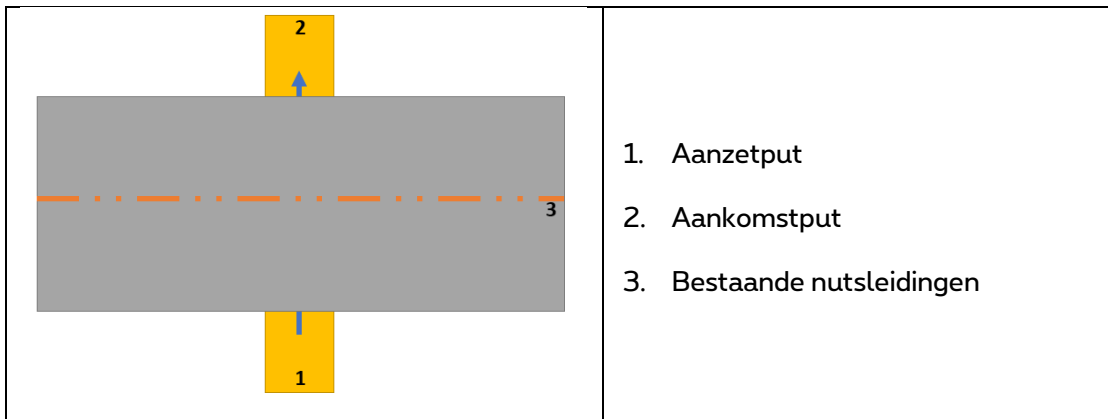 2
3
1
1. Aanzetput
2. Aankomstput
3. Bestaande nutsleidingen